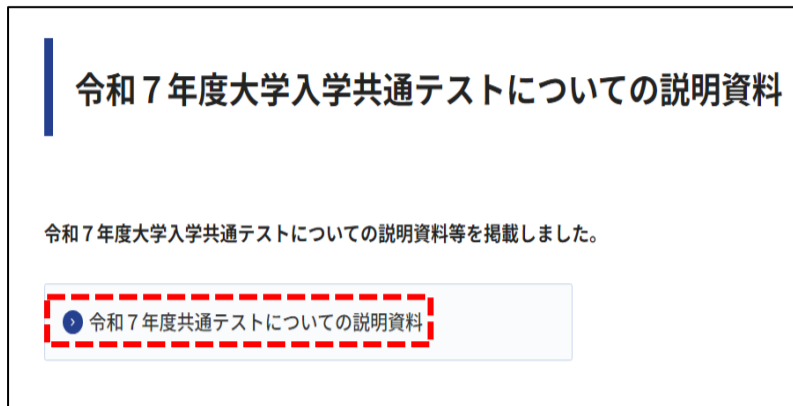 令和７年度大学入学共通テストについての説明資料
令和７年度大学入学共通テストについての説明資料等を掲載しました。
令和７年度共通テストについての説明資料